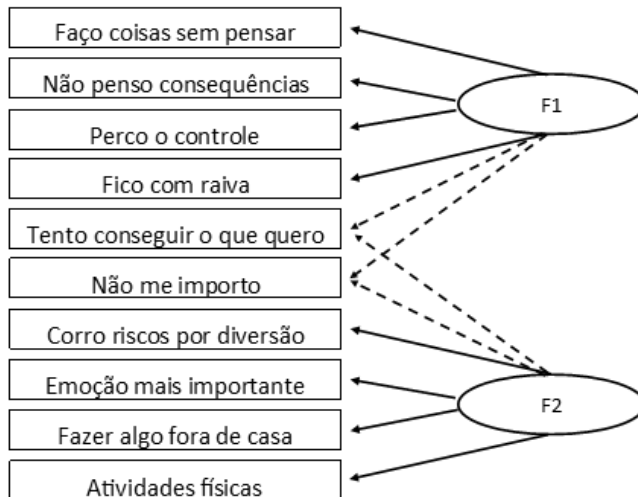 Faço coisas sem pensar
Não penso consequências
F1
Perco o controle
Fico com raiva
Tento conseguir o que quero
Não me importo
Corro riscos por diversão
Emoção mais importante
F2
Fazer algo fora de casa
Atividades físicas